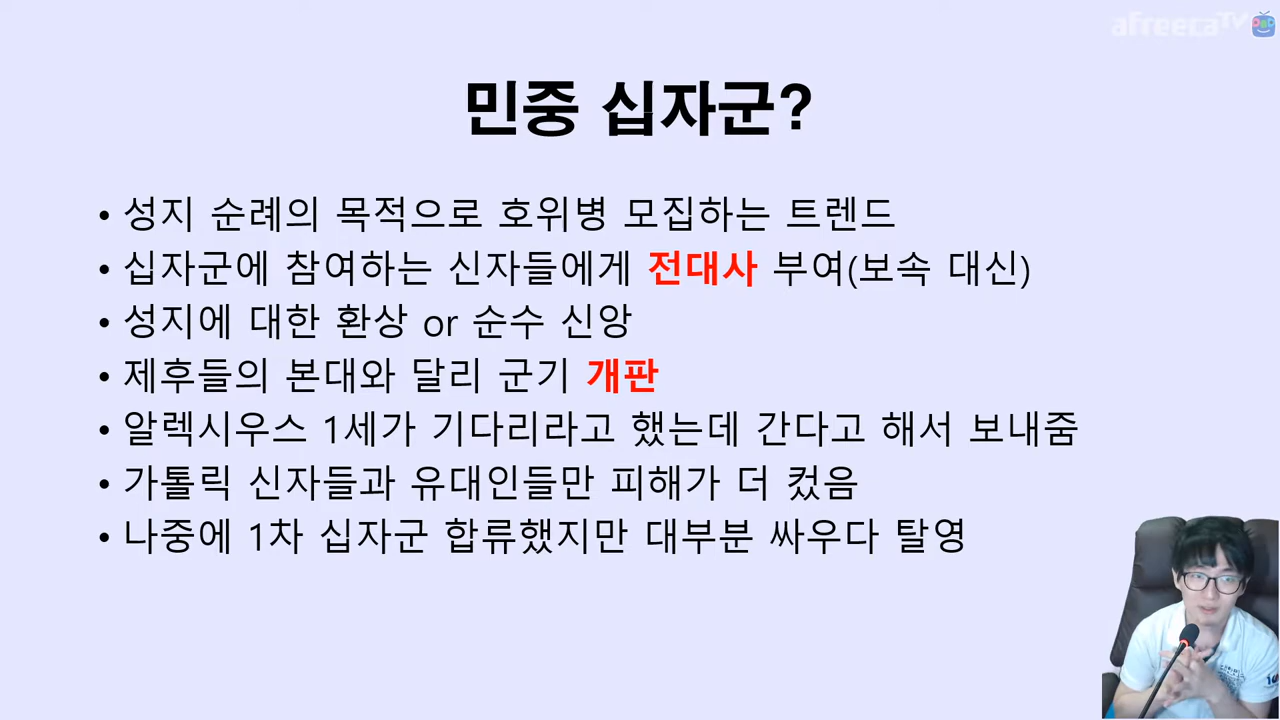 afreecaTV
민중 십자군?
• 성지 순례의 목적으로 호위병 모집하는 트렌드
• 십자군에 참여하는 신자들에게 전대사 부여(보속 대신)
• 성지에 대한 환상 or 순수 신앙
• 제후들의 본대와 달리 군기 개판
• 알렉시우스 1세가 기다리라고 했는데 간다고 해서 보내줌
• 가톨릭 신자들과 유대인들만 피해가 더 컸음
• 나중에 1차 십자군 합류했지만 대부분 싸우다 탈영